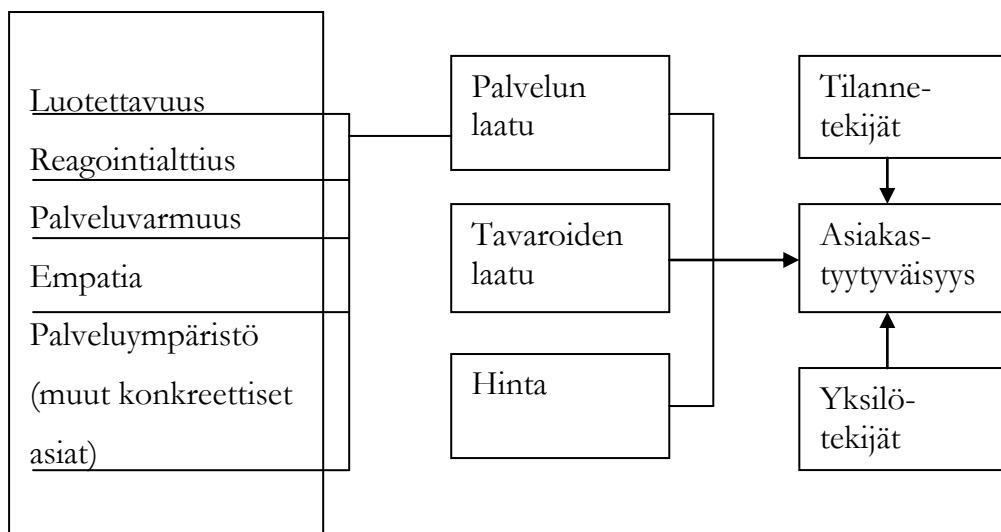 Luotettavuus
Reagointialttius
Palveluvarmuus
Empatia
Palveluympäristö
(muut konkreettiset
asiat)
Palvelun
laatu
Tavaroiden
laatu
Hinta
Tilanne-
tekijät
Asiakas-
tyytyväisyys
Yksilö-
tekijät